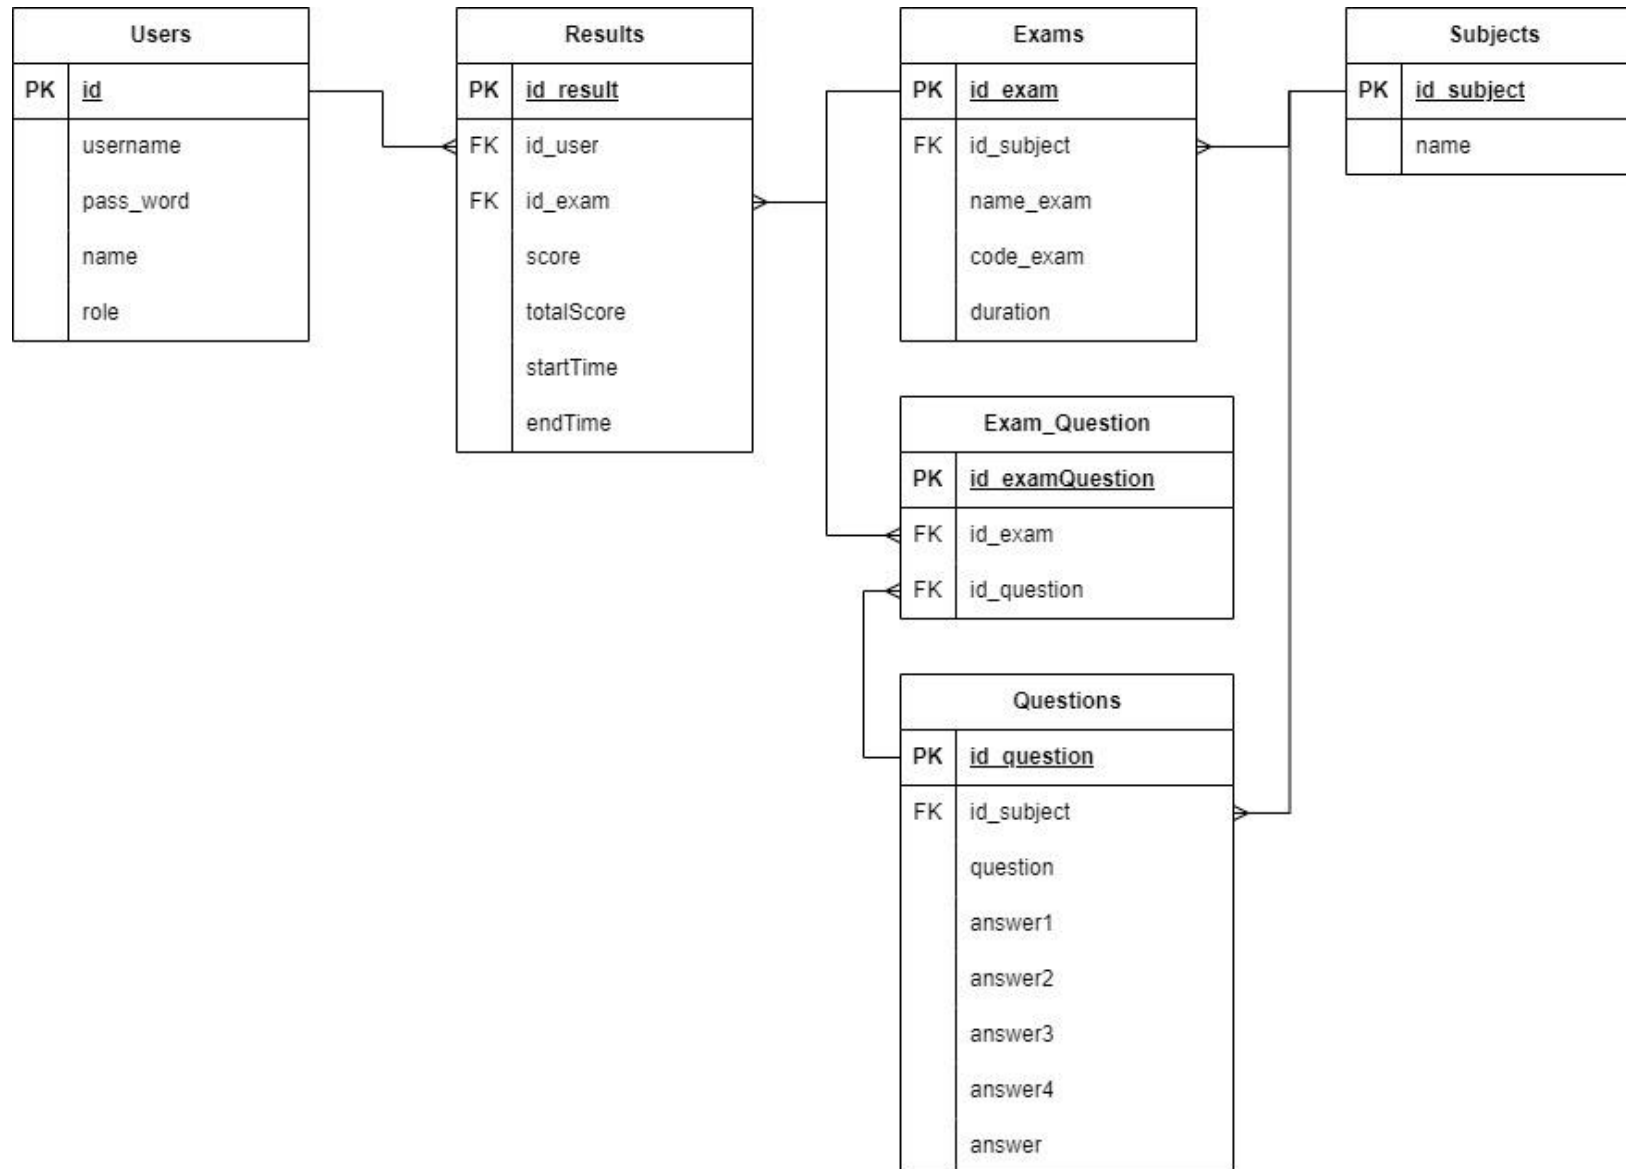 Users
PK id
username
pass_word
name
role
Results
PK id_result
FK id_user
FK id_exam
score
totalScore
startTime
endTime
Exams
PK id_exam
FK id_subject
name_exam
code_exam
duration
Subjects
PK id_subject
name
Exam_Question
PK id_examQuestion
FK id_exam
FK id_question
Questions
PK id_question
FK id_subject
question
answer1
answer2
answer3
answer4
answer